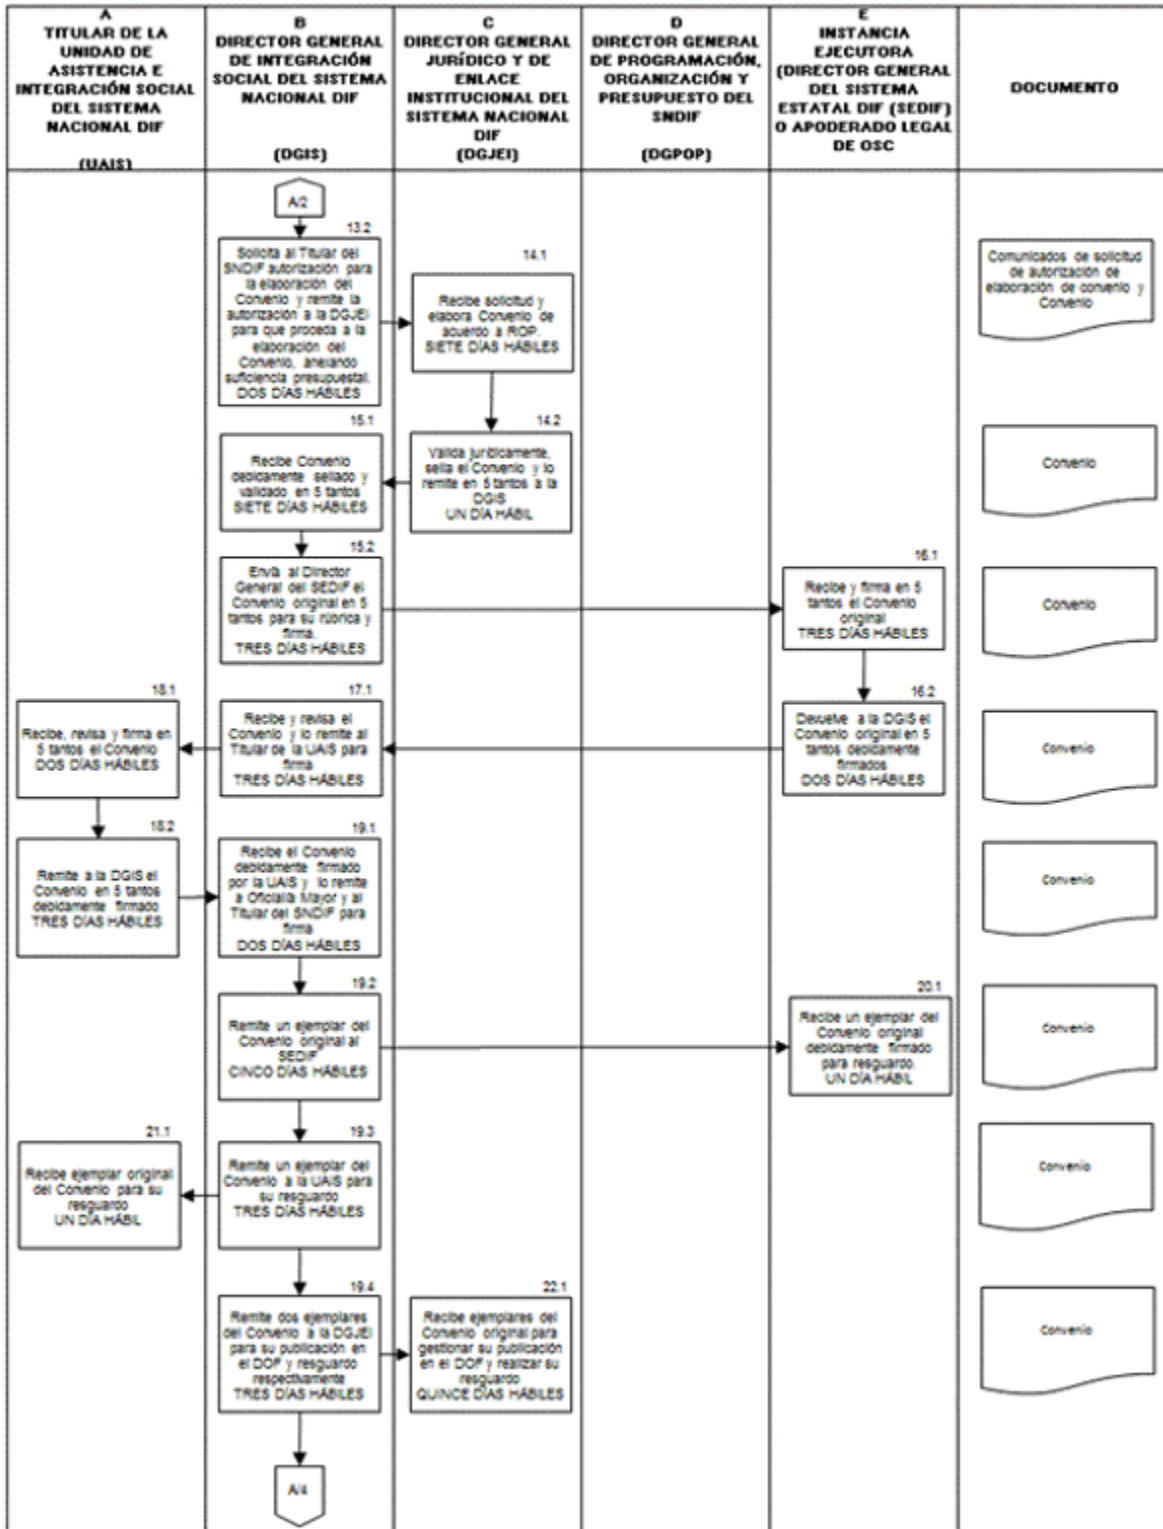 A
TITULAR DE LA
UNIDAD DE
ASISTENCIA E
INTEGRACIÓN SOCIAL
DEL SISTEMA
NACIONAL DIF
(UAIS)
B
DIRECTOR GENERAL
DE INTEGRACIÓN
SOCIAL DEL SISTEMA
NACIONAL DIF
(DGIS)
C
DIRECTOR GENERAL
JURÍDICO Y DE
ENLACE
INSTITUCIONAL DEL
SISTEMA NACIONAL
DIF
(DGJEI)
D
DIRECTOR GENERAL
DE PROGRAMACIÓN,
ORGANIZACIÓN Y
PRESUPUESTO DEL
SNDIF
(DGPOP)
E
INSTANCIA
EJECUTORA
(DIRECTOR GENERAL
DEL SISTEMA
ESTATAL DIF (SEDIF)
O APODERADO LEGAL
DE OSC
DOCUMENTO
A/2
13.2
Solicita al Titular del
SNDIF autorización para
la elaboración del
Convenio y remite la
autorización a la DGJEI
para que proceda a la
elaboración del
Convenio, anexando
suficiencia presupuestal.
DOS DÍAS HÁBILES
14.1
Recibe solicitud y
elabora Convenio de
acuerdo a ROP.
SIETE DÍAS HÁBILES
Comunicados de solicitud
de autorización de
elaboración de convenio y
Convenio
15.1
Recibe Convenio
debidamente sellado y
validado en 5 tantos
SIETE DÍAS HÁBILES
14.2
Valida jurídicamente,
sella el Convenio y lo
remite en 5 tantos a la
DGIS
UN DÍA HÁBIL
Convenio
15.2
Envía al Director
General del SEDIF el
Convenio original en 5
tantos para su rúbrica y
firma.
TRES DÍAS HÁBILES
16.1
Recibe y firma en 5
tantos el Convenio
original
TRES DÍAS HÁBILES
Convenio
18.1
Recibe, revisa y firma en
5 tantos el Convenio
DOS DÍAS HÁBILES
17.1
Recibe y revisa el
Convenio y lo remite al
Titular de la UAIS para
firma
TRES DÍAS HÁBILES
16.2
Devuelve a la DGIS el
Convenio original en 5
tantos debidamente
firmados
DOS DÍAS HÁBILES
Convenio
18.2
Remite a la DGIS el
Convenio en 5 tantos
debidamente firmado
TRES DÍAS HÁBILES
19.1
Recibe el Convenio
debidamente firmado
por la UAIS y lo remite
a Oficialía Mayor y al
Titular del SNDIF para
firma
DOS DÍAS HÁBILES
Convenio
19.2
Remite un ejemplar del
Convenio original al
SEDIF
CINCO DÍAS HÁBILES
20.1
Recibe un ejemplar del
Convenio original
debidamente firmado
para resguardo.
UN DÍA HÁBIL
Convenio
21.1
Recibe ejemplar original
del Convenio para su
resguardo
UN DÍA HÁBIL
19.3
Remite un ejemplar del
Convenio a la UAIS para
su resguardo
TRES DÍAS HÁBILES
Convenio
19.4
Remite dos ejemplares
del Convenio a la DGJEI
para su publicación en
el DOF y resguardo
respectivamente
TRES DÍAS HÁBILES
22.1
Recibe ejemplares del
Convenio original para
gestionar su publicación
en el DOF y realizar su
resguardo
QUINCE DÍAS HÁBILES
Convenio
A/4